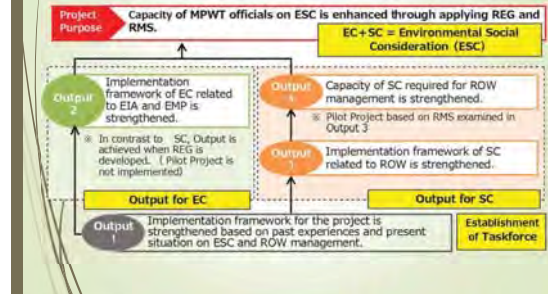 Project
Purpose
Capacity of MPWT officials on ESC is enhanced through applying REG and
RMS.
EC+SC = Environmental Social
Consideration (ESC)
Output
2
Implementation
framework of EC related
to EIA and EMP is
strengthened.
※ In contrast to SC, Output is
achieved when REG is
developed. ( Pilot Project is
not implemented)
Output for EC
Output
Capacity of SC required for ROW
management is strengthened.
※ Pilot Project based on RMS examined in
Output 3
Output
Implementation framework of SC
related to ROW is strengthened.
Output for SC
Output
1
Implementation framework for the project is
strengthened based on past experiences and present
situation on ESC and ROW management.
Establishment
of Taskforce